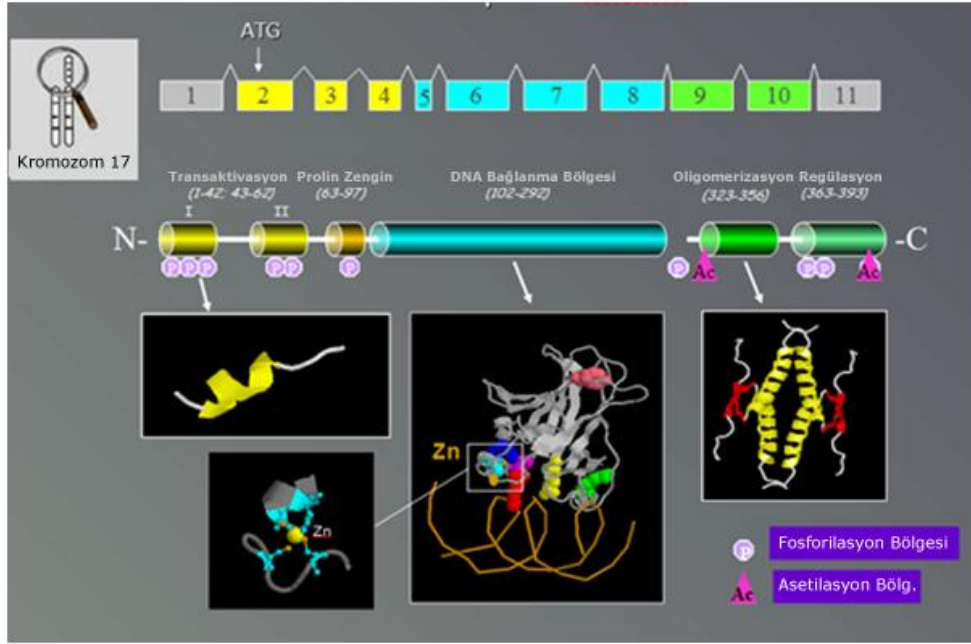 ATG
1 2 3 4 5 6 7 8 9 10 11
Kromozom 17
Transaktivasyon Prolin Zengin DNA Bağlanma Bölgesi Oligomerizasyon Regülasyon
(1-42; 43-62) (63-97) (102-292) (323-356) (363-393)
I II
N- -C
P P P P P P P P P
Ac Ac
Zn
Zn
P Fosforilasyon Bölgesi
Ac Asetilasyon Bölg.